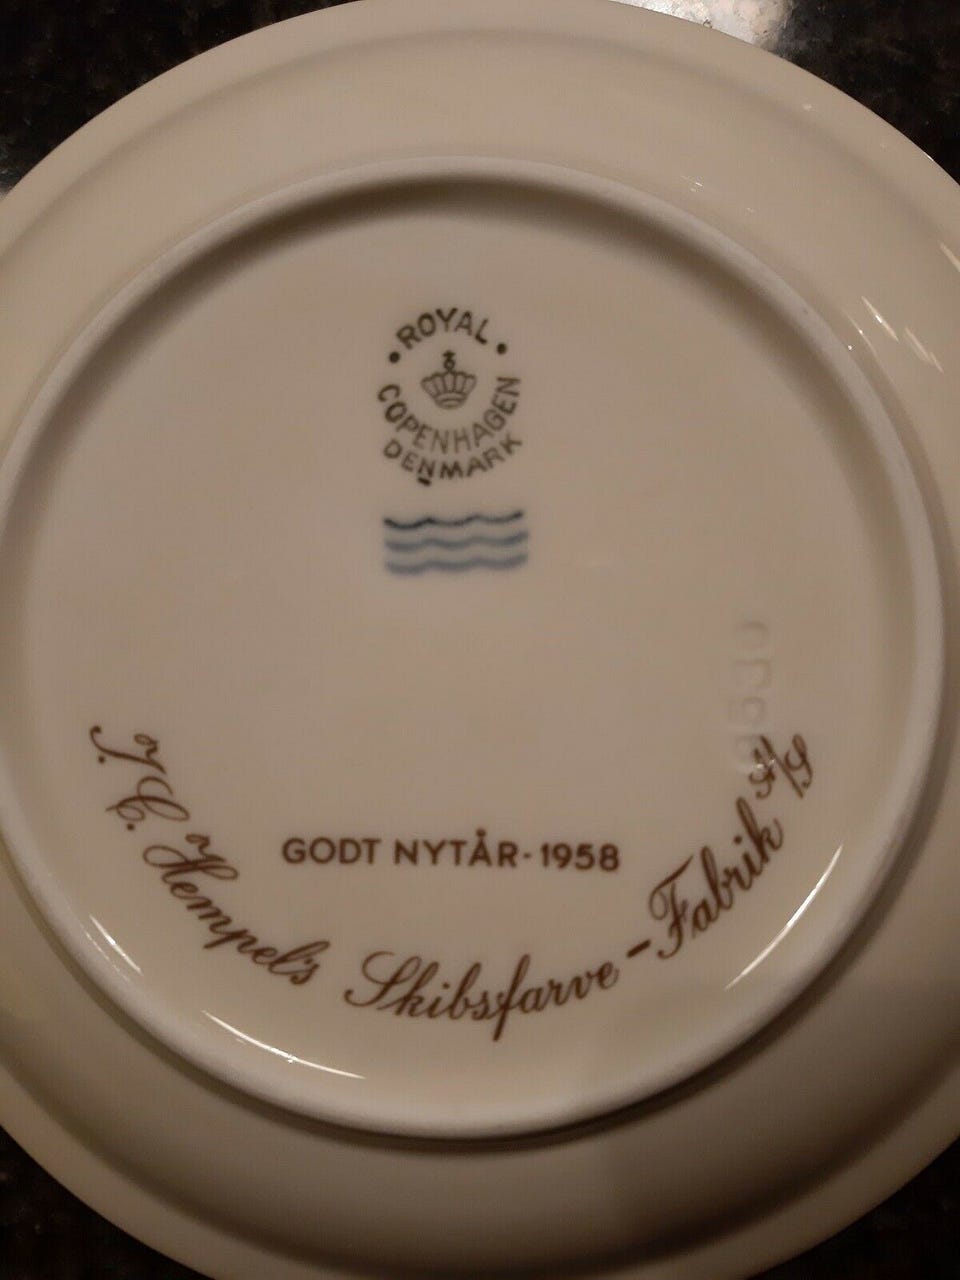 • ROYAL •
COPENHAGEN
DENMARK
GODT NYTÅR - 1958
J. C. Hempel's Skibsfarve - Fabrik A/S